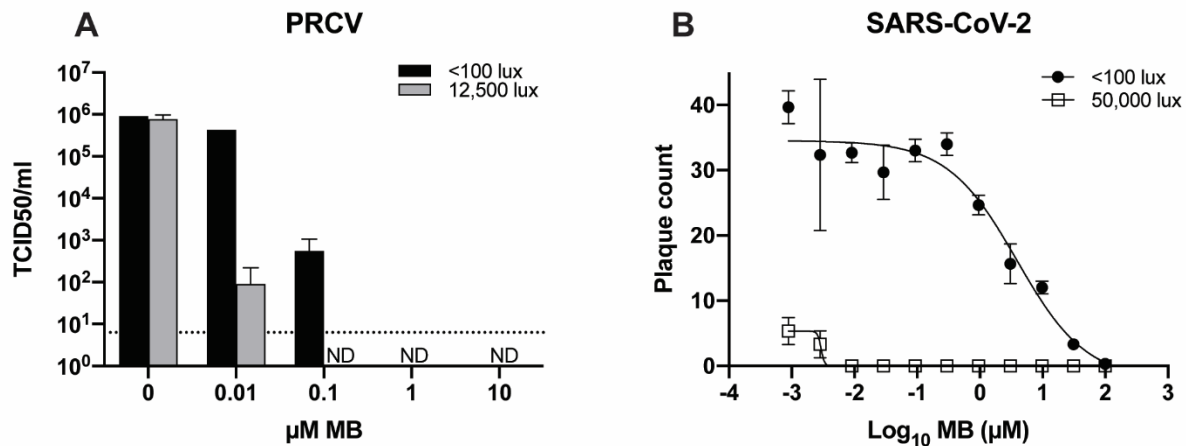 A
PRCV
<100 lux
12,500 lux
TCID50/ml
10⁷
10⁶
10⁵
10⁴
10³
10²
10¹
10⁰
ND
ND
ND
0
0.01
0.1
1
10
µM MB
B
SARS-CoV-2
<100 lux
50,000 lux
Plaque count
40
30
20
10
0
-4
-3
-2
-1
0
1
2
3
Log₁₀ MB (µM)